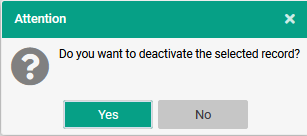 Attention
Do you want to deactivate the selected record?
Yes
No